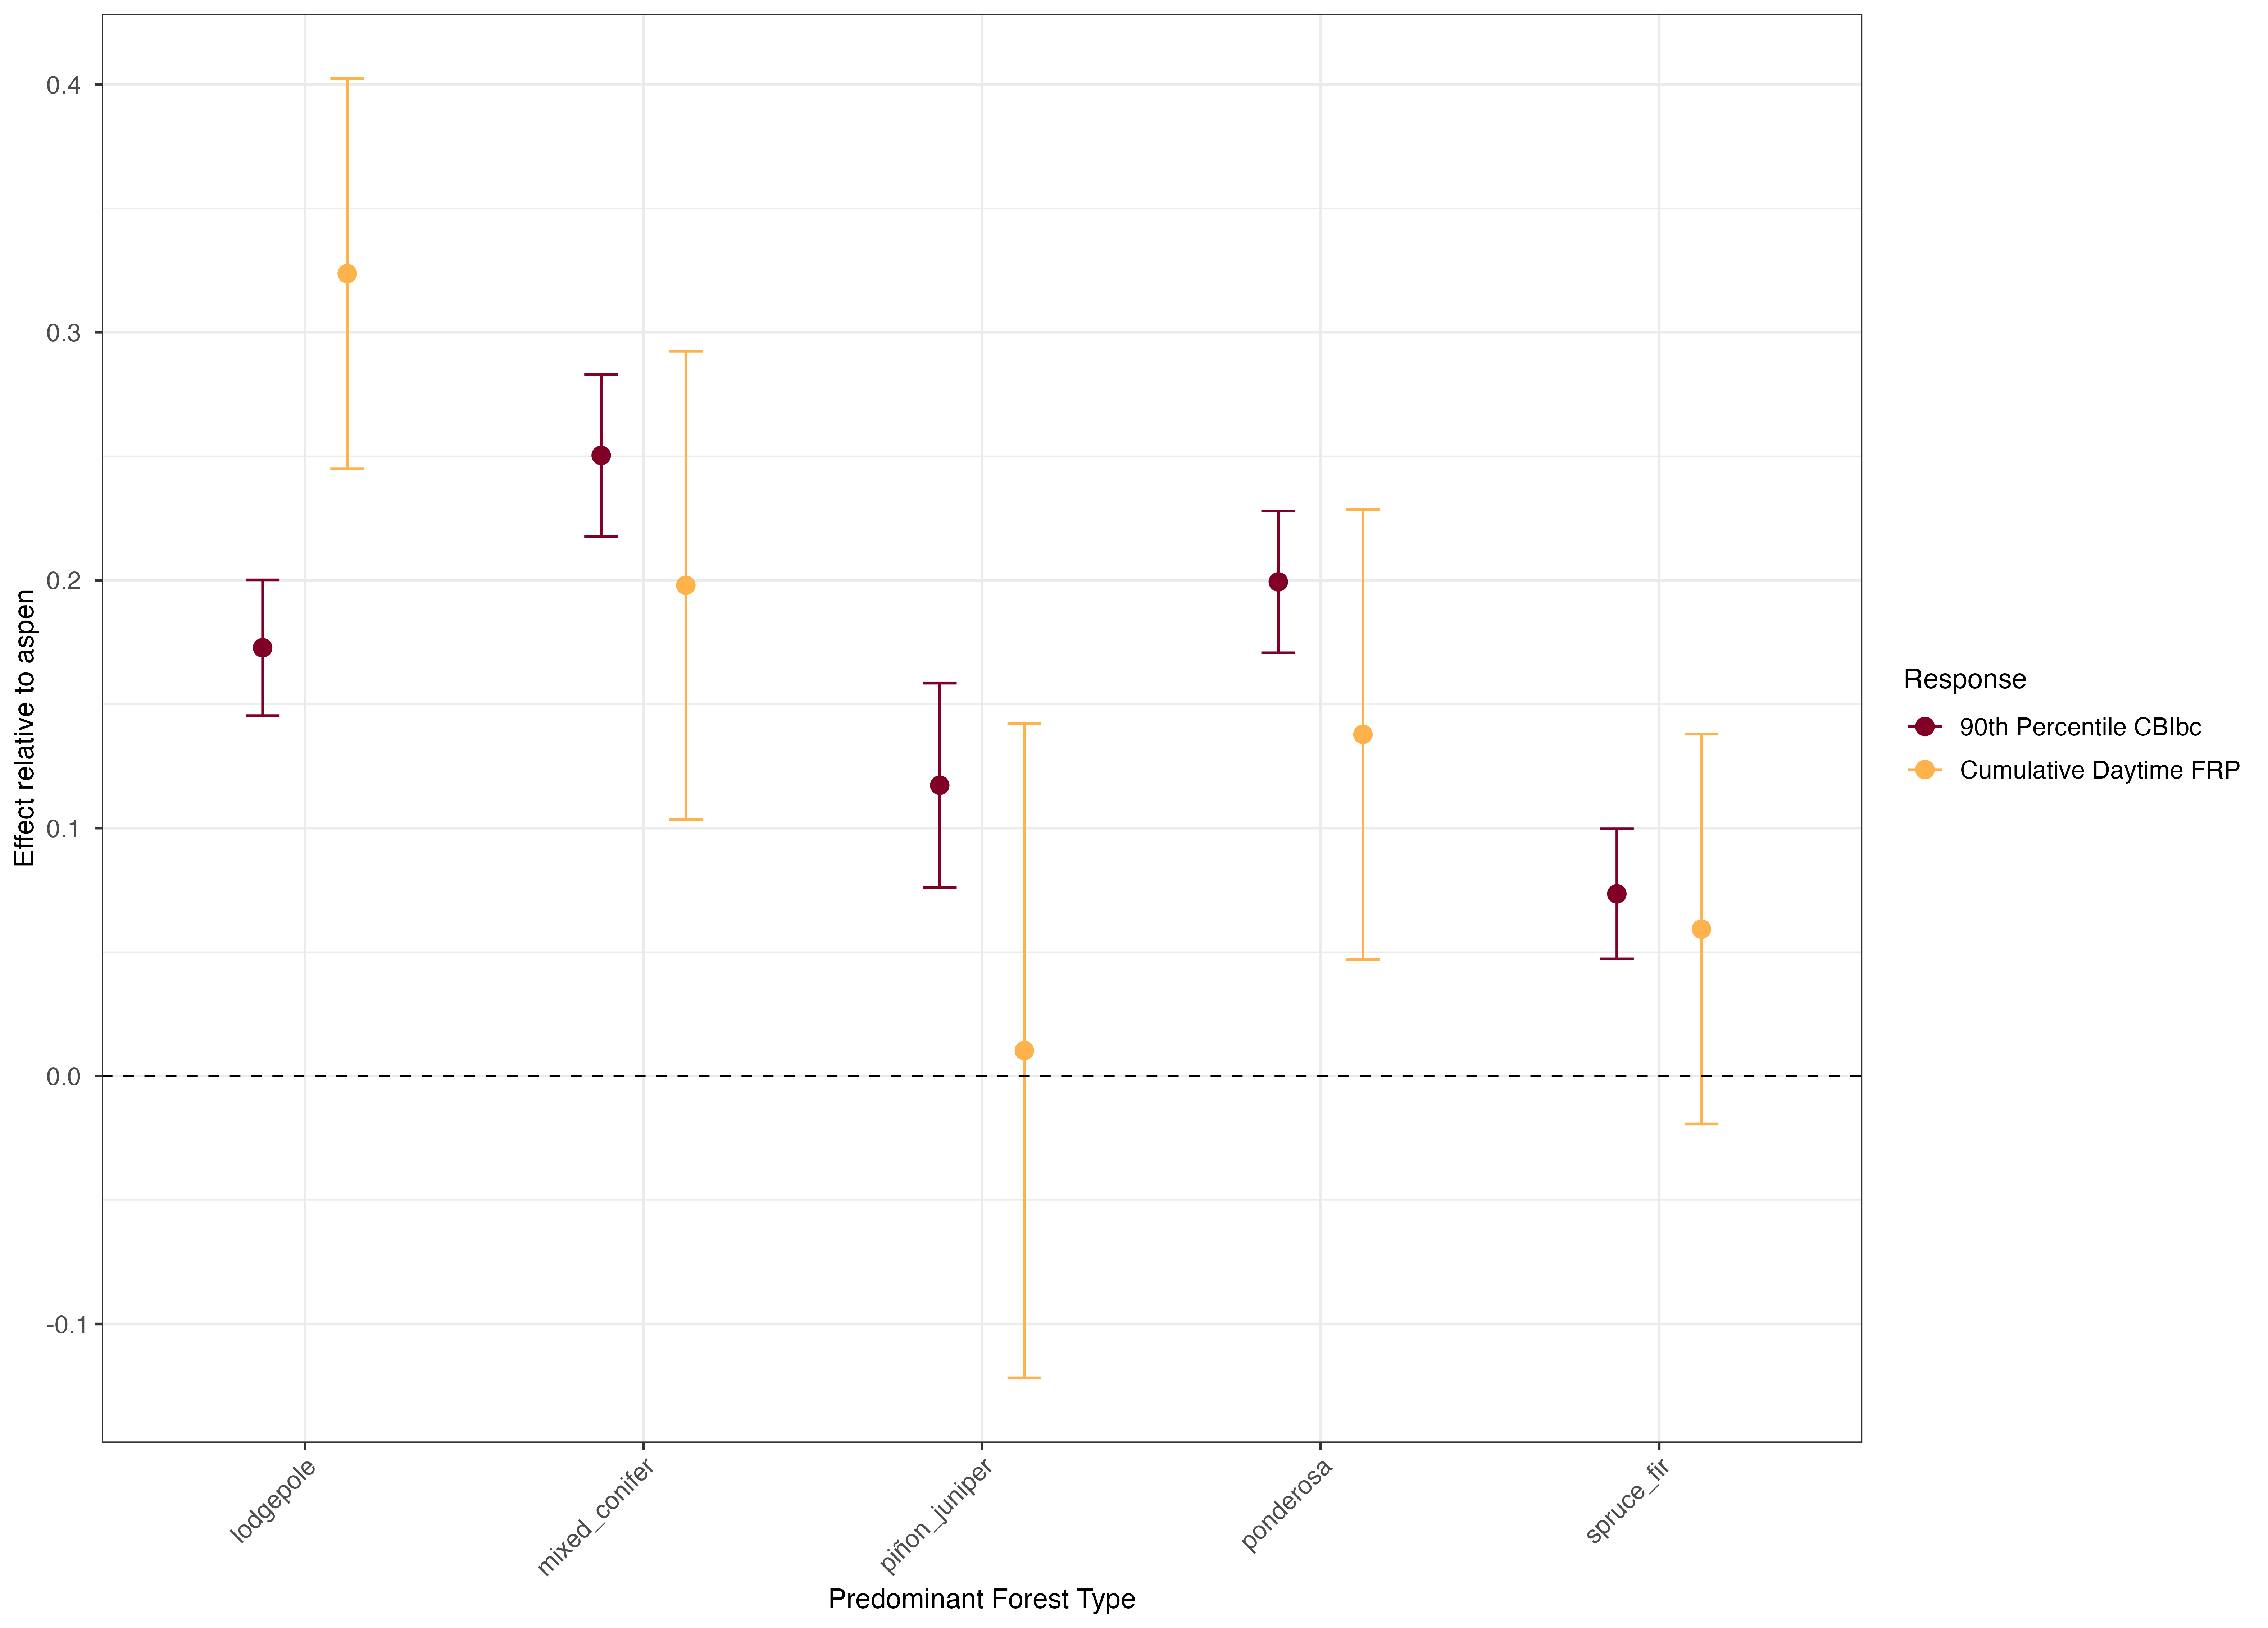 0.4
0.3
0.2
0.1
0.0
-0.1
Effect relative to aspen
lodgepole
mixed_conifer
piñon_juniper
ponderosa
spruce_fir
Predominant Forest Type
Response
90th Percentile CBIbc
Cumulative Daytime FRP